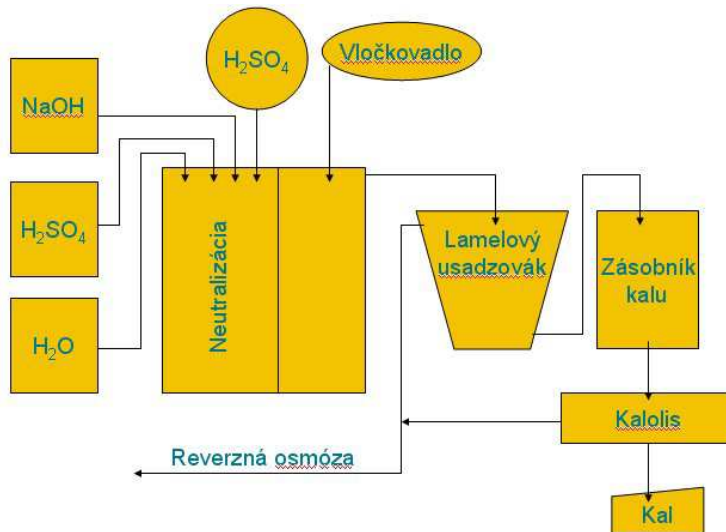 H₂SO₄
Vločkovadlo
NaOH
H₂SO₄
H₂O
Neutralizácia
Lamelový
usadzovák
Zásobník
kalu
Kalolis
Reverzná osmóza
Kal